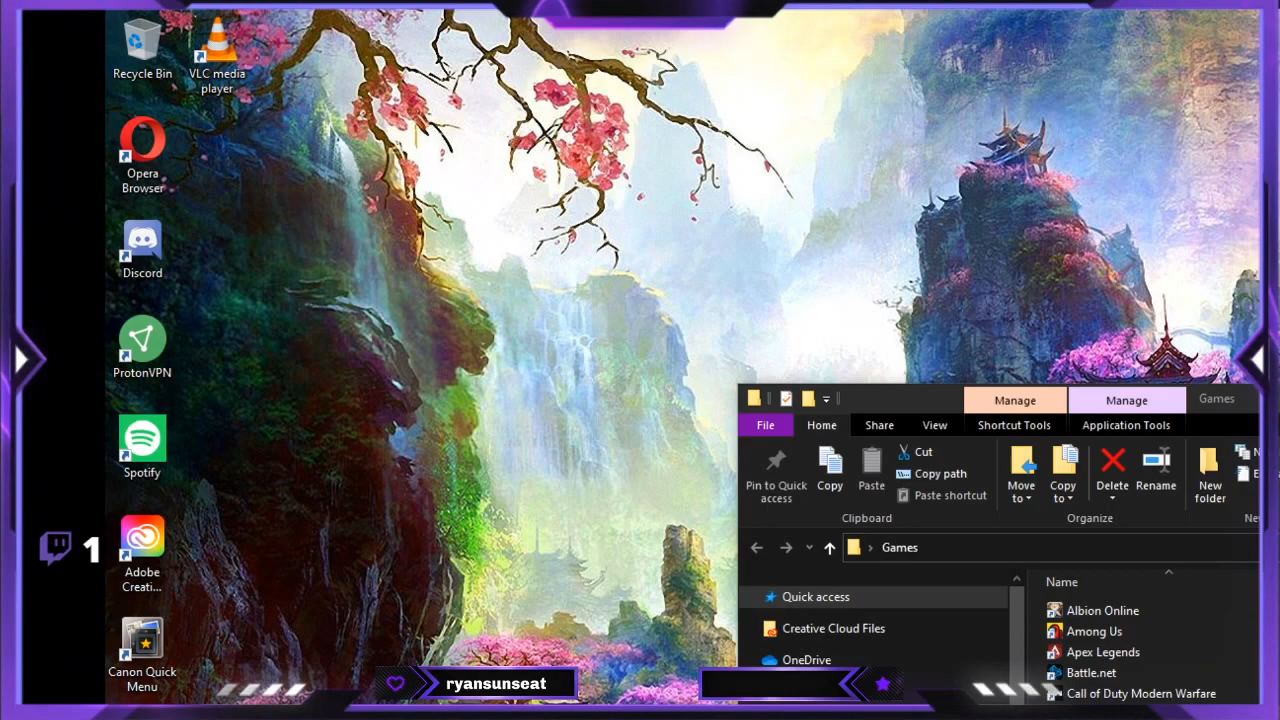 Recycle Bin
VLC media
player
Opera
Browser
Discord
ProtonVPN
Spotify
1
Adobe
Creati...
Canon Quick
Menu
Manage
Manage
Games
File
Home
Share
View
Shortcut Tools
Application Tools
Pin to Quick
access
Copy
Paste
Cut
Copy path
Paste shortcut
Move
to
Copy
to
Delete
Rename
New
folder
Clipboard
Organize
Games
Quick access
Creative Cloud Files
OneDrive
Name
Albion Online
Among Us
Apex Legends
Battle.net
Call of Duty Modern Warfare
ryansunseat